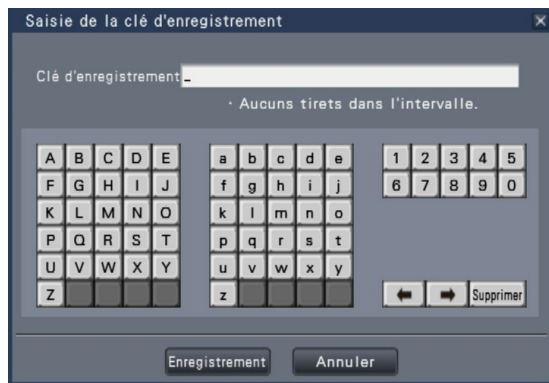 Saisie de la clé d'enregistrement
Clé d'enregistrement
· Aucuns tirets dans l'intervalle.
A B C D E a b c d e 1 2 3 4 5
F G H I J f g h i j 6 7 8 9 0
K L M N O k l m n o
P Q R S T p q r s t
U V W X Y u v w x y
Z z Supprimer
Enregistrement Annuler